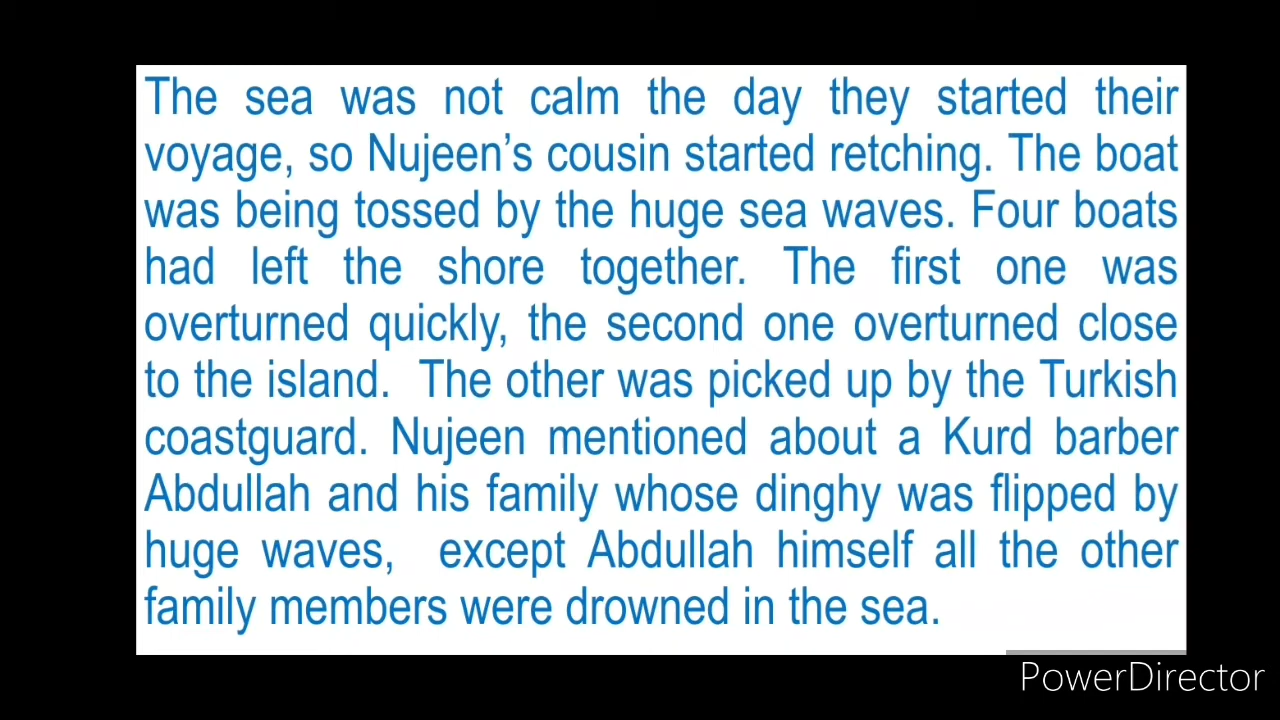 The sea was not calm the day they started their
voyage, so Nujeen’s cousin started retching. The boat
was being tossed by the huge sea waves. Four boats
had left the shore together. The first one was
overturned quickly, the second one overturned close
to the island.  The other was picked up by the Turkish
coastguard. Nujeen mentioned about a Kurd barber
Abdullah and his family whose dinghy was flipped by
huge waves,  except Abdullah himself all the other
family members were drowned in the sea.
PowerDirector